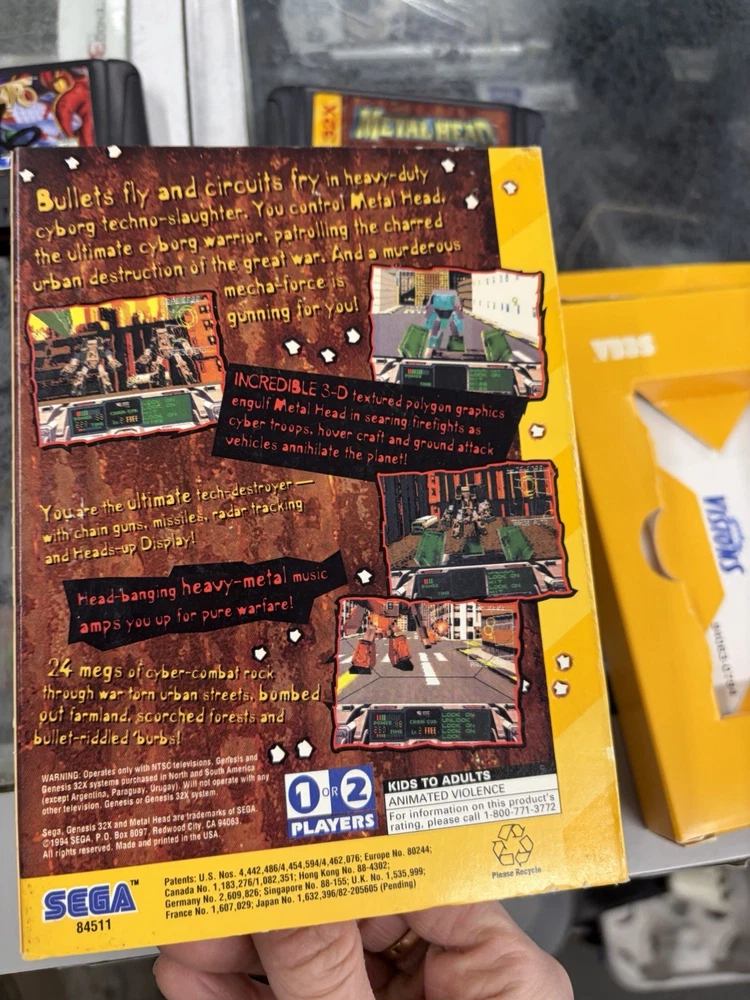 32X
METAL HEAD
Bullets fly and circuits fry in heavy-duty
cyborg techno-slaughter. You control Metal Head,
the ultimate cyborg warrior, patrolling the charred
urban destruction of the great war. And a murderous
mecha-force is
gunning for you!
INCREDIBLE 3-D textured polygon graphics
engulf Metal Head in searing firefights as
cyber troops, hover craft and ground attack
vehicles annihilate the planet!
You are the ultimate tech-destroyer—
with chain guns, missiles, radar tracking
and Heads-up Display!
Head-banging heavy-metal music
amps you up for pure warfare!
24 megs of cyber-combat rock
through war torn urban streets, bombed
out farmland, scorched forests and
bullet-riddled 'burbs!
WARNING: Operates only with NTSC televisions, Genesis and
Genesis 32X systems purchased in North and South America
(except Argentina, Paraguay, Urugay). Will not operate with any
other television, Genesis or Genesis 32X system.
Sega, Genesis 32X and Metal Head are trademarks of SEGA.
©1994 SEGA, P.O. Box 8097, Redwood City, CA 94063.
All rights reserved. Made and printed in the USA.
1 OR 2
PLAYERS
KIDS TO ADULTS
ANIMATED VIOLENCE
For information on this product's
rating, please call 1-800-771-3772
Please Recycle
SEGA™
84511
Patents: U.S. Nos. 4,442,486/4,454,594/4,462,076; Europe No. 80244;
Canada No. 1,183,276/1,082,351; Hong Kong No. 88-4302;
Germany No. 2,609,826; Singapore No. 88-155; U.K. No. 1,535,999;
France No. 1,607,029; Japan No. 1,632,396/82-205605 (Pending)